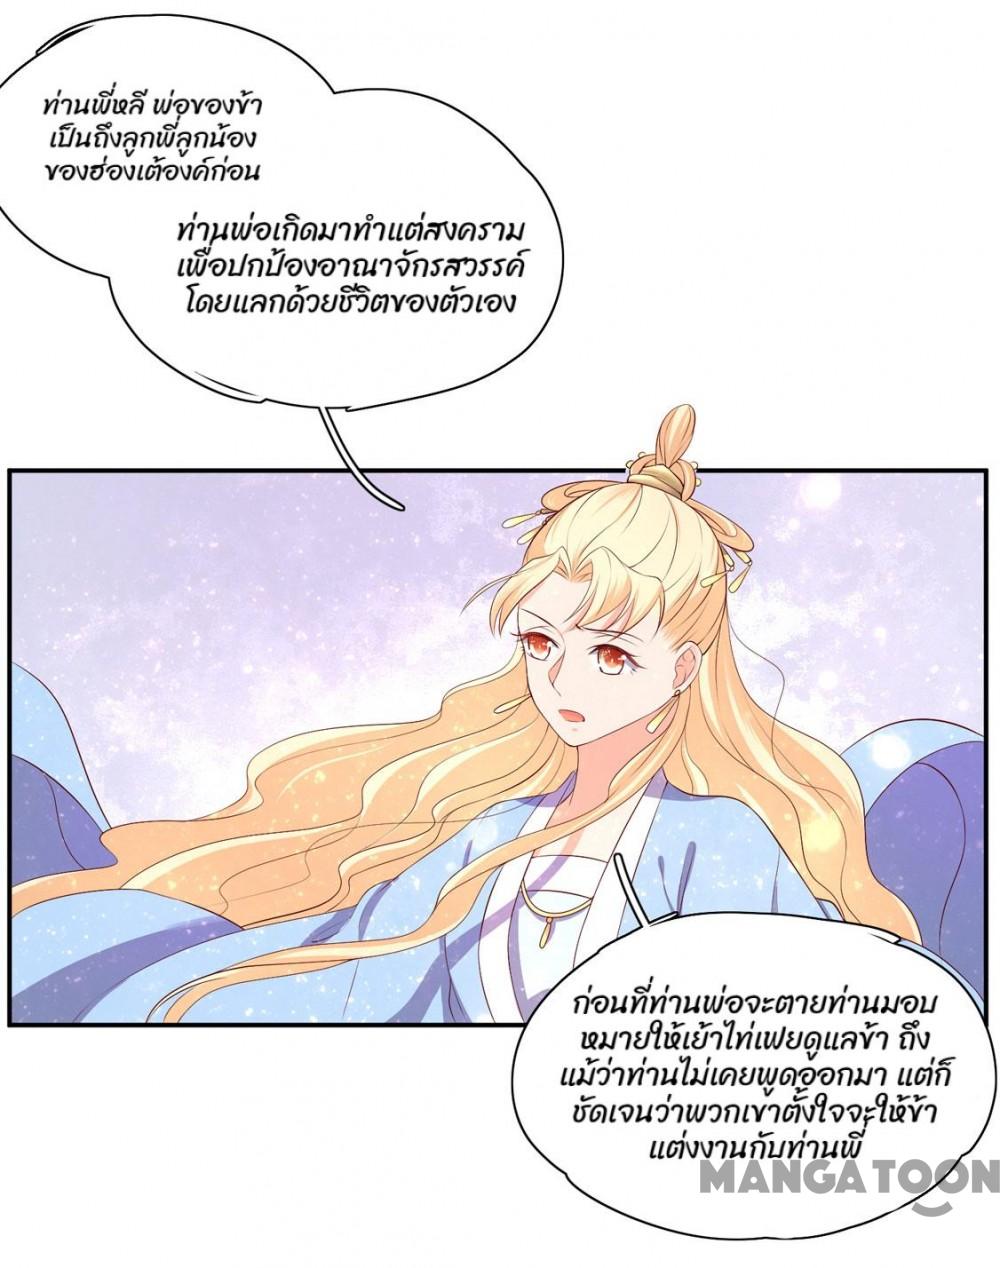 ท่านพี่หลี พ่อของข้า
เป็นถึงลูกพี่ลูกน้อง
ของฮ่องเต้องค์ก่อน
ท่านพ่อเกิดมาทำแต่สงคราม
เพื่อปกป้องอาณาจักรสวรรค์
โดยแลกด้วยชีวิตของตัวเอง
ก่อนที่ท่านพ่อจะตายท่านมอบ
หมายให้เย้าไท่เฟยดูแลข้า ถึง
แม้ว่าท่านไม่เคยพูดออกมา แต่ก็
ชัดเจนว่าพวกเขาตั้งใจจะให้ข้า
แต่งงานกับท่านพี่
MANGATOON